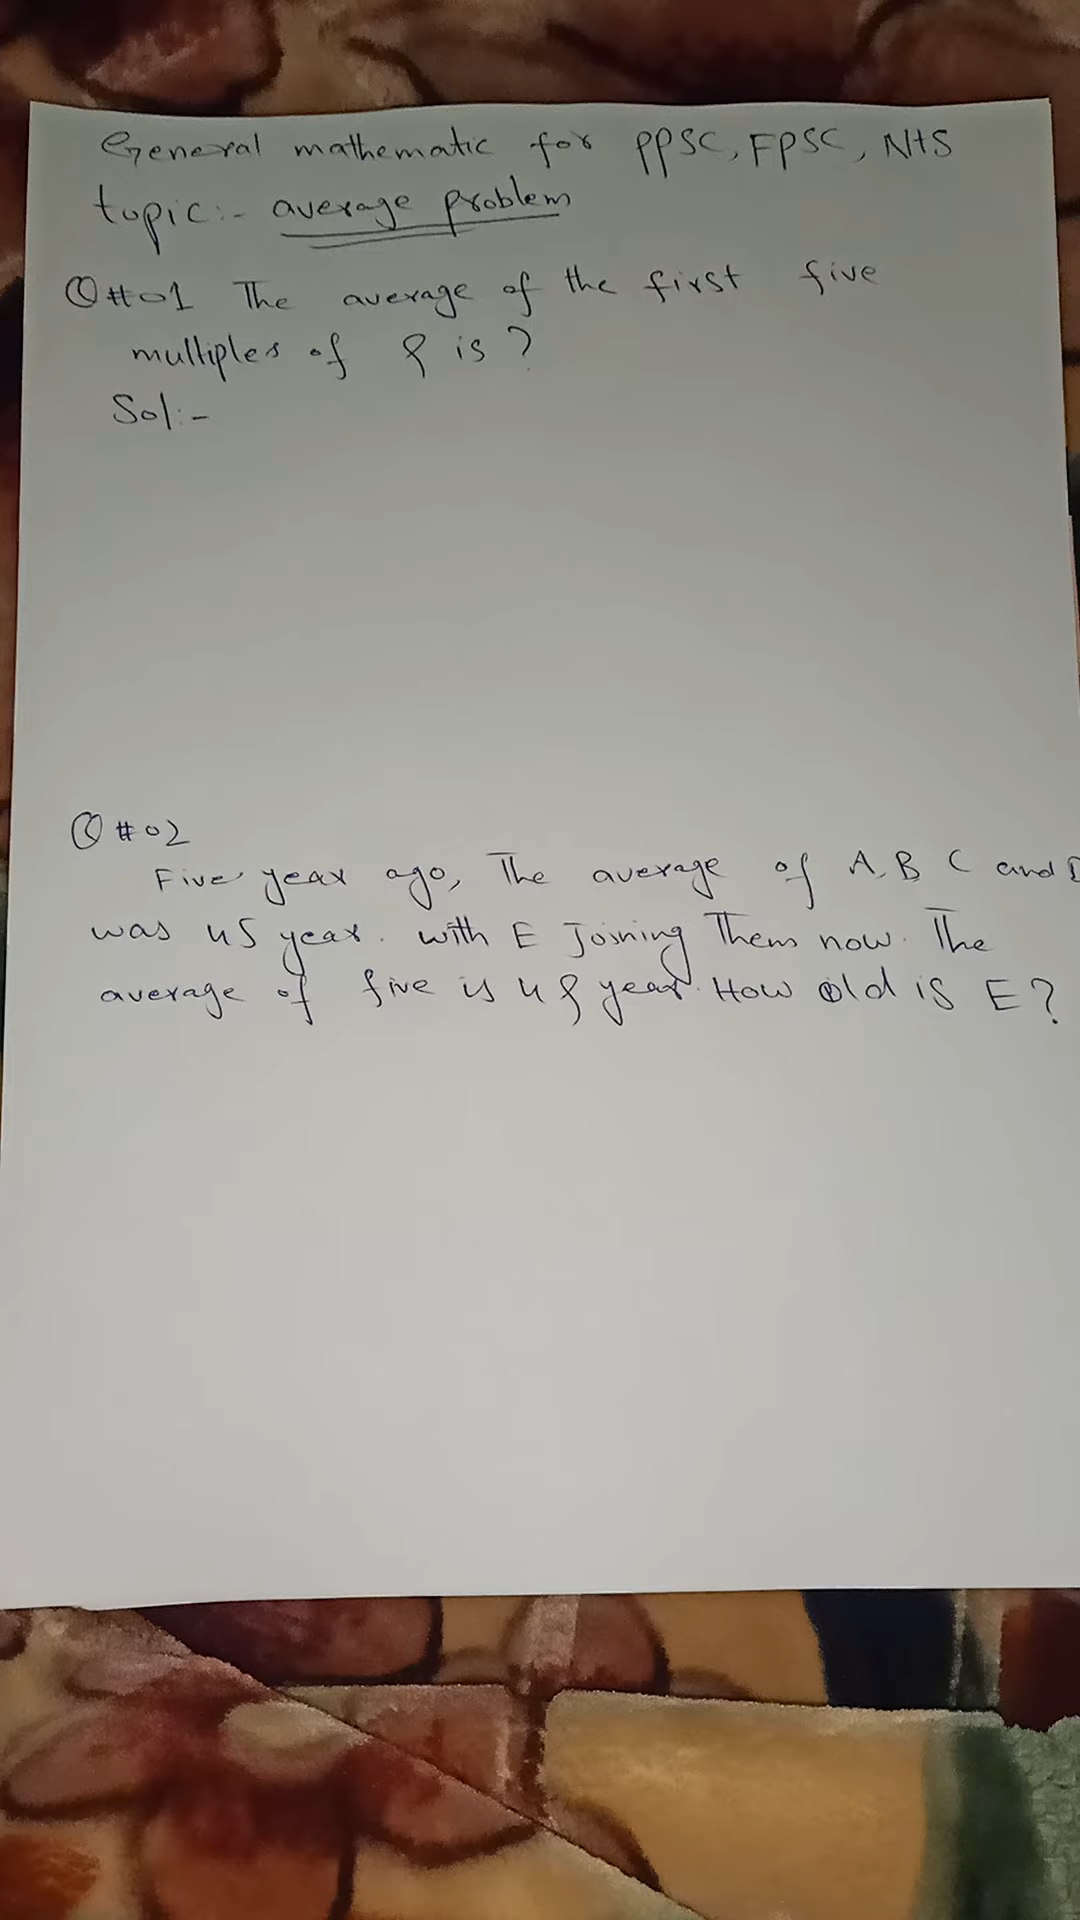 General mathematic for PPSC, FPSC, NTS
topic:- average problem
Q#01 The average of the first five
multiples of 9 is?
Sol:-
Q#02
Five year ago, The average of A, B C and D
was 45 year. with E Joining Them now. The
average of five is 49 year. How old is E?